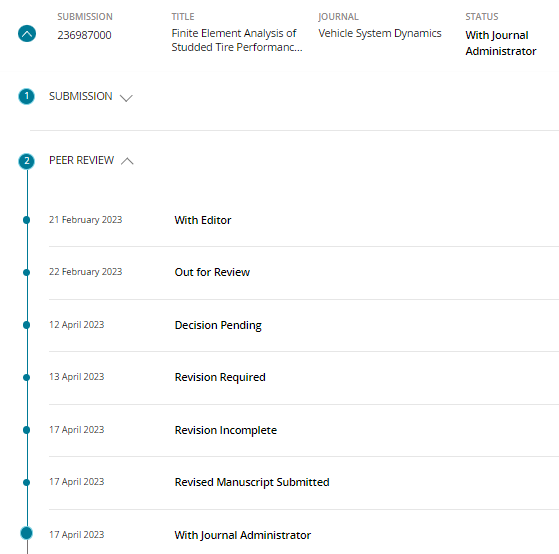 SUBMISSION TITLE JOURNAL STATUS
236987000 Finite Element Analysis of Vehicle System Dynamics With Journal
Studded Tire Performanc... Administrator
1 SUBMISSION
2 PEER REVIEW
21 February 2023 With Editor
22 February 2023 Out for Review
12 April 2023 Decision Pending
13 April 2023 Revision Required
17 April 2023 Revision Incomplete
17 April 2023 Revised Manuscript Submitted
17 April 2023 With Journal Administrator